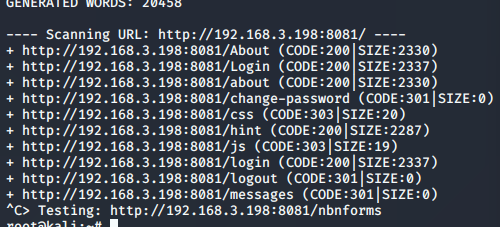 GENERATED WORDS: 20458
---- Scanning URL: http://192.168.3.198:8081/ ----
+ http://192.168.3.198:8081/About (CODE:200|SIZE:2330)
+ http://192.168.3.198:8081/Login (CODE:200|SIZE:2337)
+ http://192.168.3.198:8081/about (CODE:200|SIZE:2330)
+ http://192.168.3.198:8081/change-password (CODE:301|SIZE:0)
+ http://192.168.3.198:8081/css (CODE:303|SIZE:20)
+ http://192.168.3.198:8081/hint (CODE:200|SIZE:2287)
+ http://192.168.3.198:8081/js (CODE:303|SIZE:19)
+ http://192.168.3.198:8081/login (CODE:200|SIZE:2337)
+ http://192.168.3.198:8081/logout (CODE:301|SIZE:0)
+ http://192.168.3.198:8081/messages (CODE:301|SIZE:0)
^C> Testing: http://192.168.3.198:8081/nbnforms
root@kali:~#